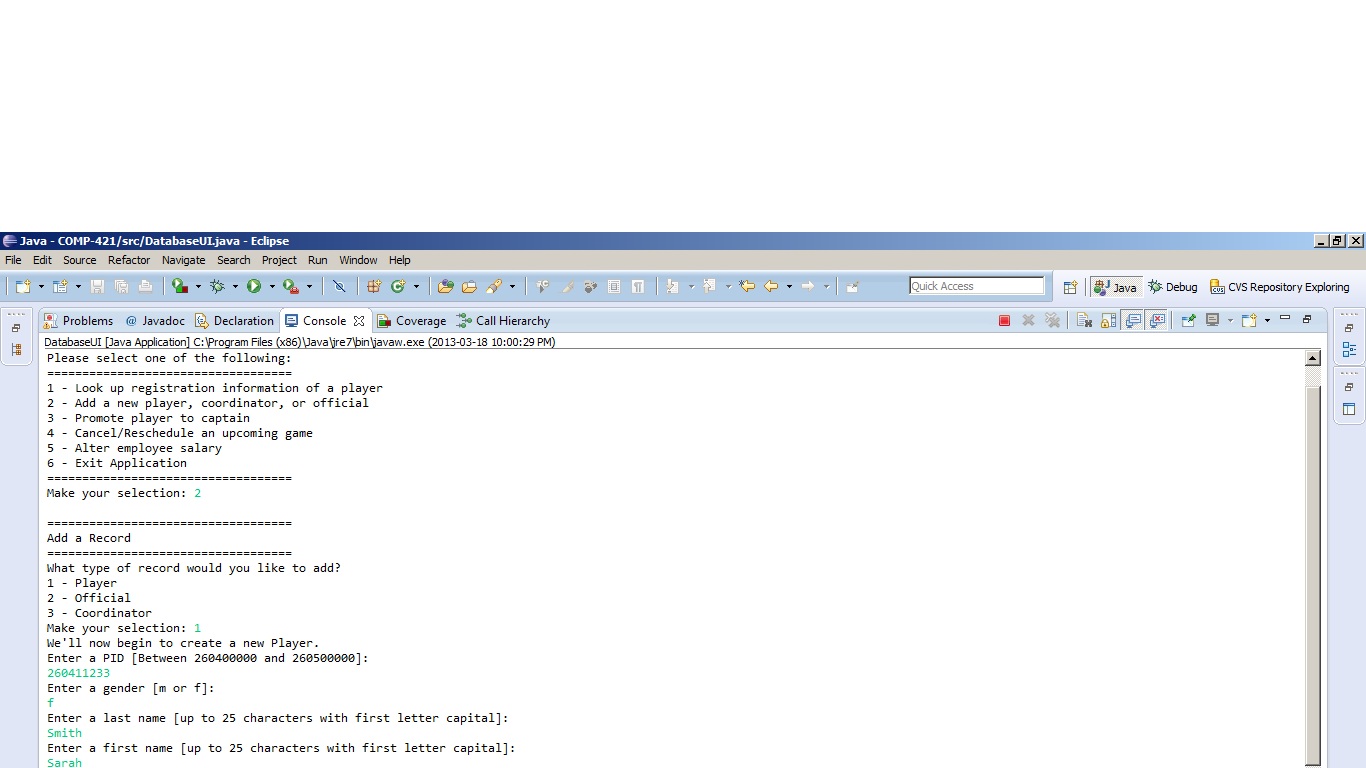 Java - COMP-421/src/DatabaseUI.java - Eclipse
File Edit Source Refactor Navigate Search Project Run Window Help
Quick Access Java Debug CVS Repository Exploring
Problems @ Javadoc Declaration Console Coverage Call Hierarchy
DatabaseUI [Java Application] C:\Program Files (x86)\Java\jre7\bin\javaw.exe (2013-03-18 10:00:29 PM)
Please select one of the following:
===================================
1 - Look up registration information of a player
2 - Add a new player, coordinator, or official
3 - Promote player to captain
4 - Cancel/Reschedule an upcoming game
5 - Alter employee salary
6 - Exit Application
===================================
Make your selection: 2
===================================
Add a Record
===================================
What type of record would you like to add?
1 - Player
2 - Official
3 - Coordinator
Make your selection: 1
We'll now begin to create a new Player.
Enter a PID [Between 260400000 and 260500000]:
260411233
Enter a gender [m or f]:
f
Enter a last name [up to 25 characters with first letter capital]:
Smith
Enter a first name [up to 25 characters with first letter capital]:
Sarah